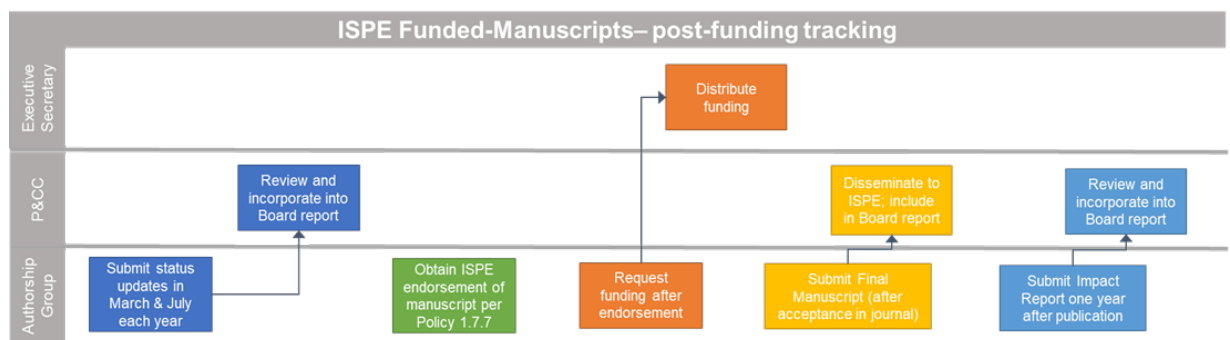 ISPE Funded-Manuscripts– post-funding tracking
Executive
Secretary
Distribute
funding
P&CC
Review and
incorporate into
Board report
Disseminate to
ISPE; include
in Board report
Review and
incorporate into
Board report
Authorship
Group
Submit status
updates in
March & July
each year
Obtain ISPE
endorsement of
manuscript per
Policy 1.7.7
Request
funding after
endorsement
Submit Final
Manuscript (after
acceptance in journal)
Submit Impact
Report one year
after publication